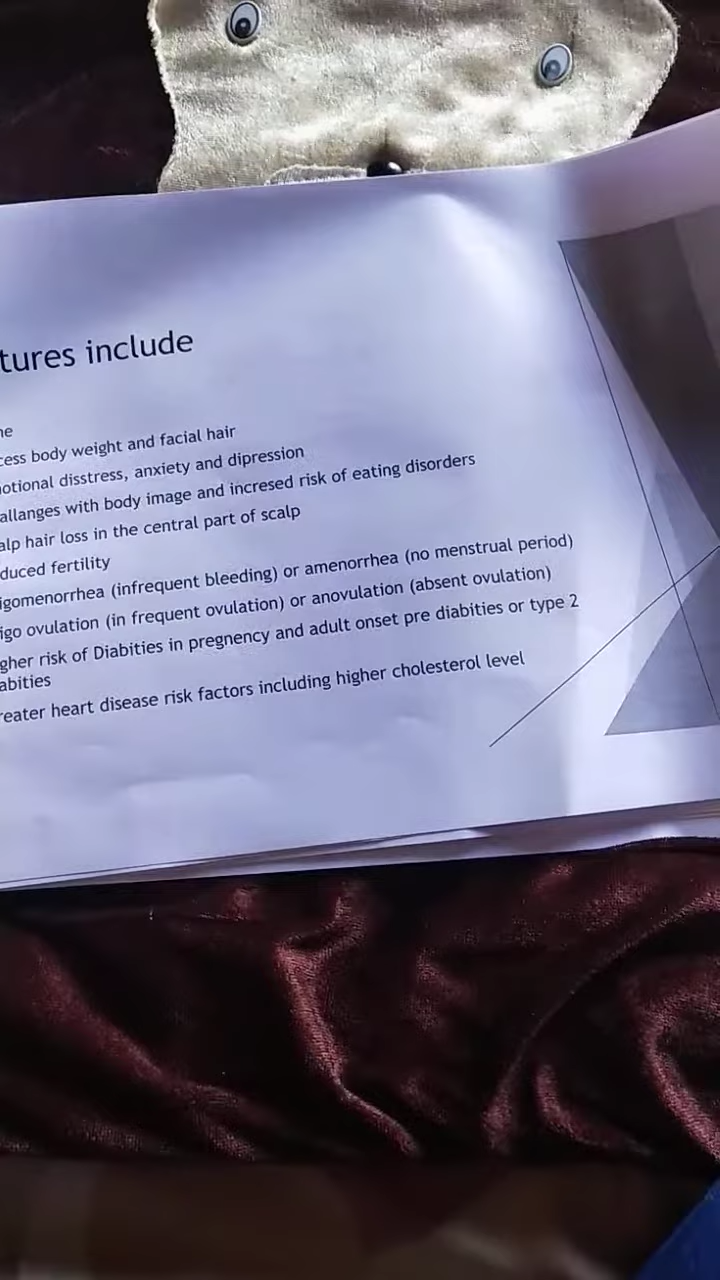 tures include
ne
cess body weight and facial hair
otional disstress, anxiety and dipression
allanges with body image and incresed risk of eating disorders
alp hair loss in the central part of scalp
duced fertility
igomenorrhea (infrequent bleeding) or amenorrhea (no menstrual period)
igo ovulation (in frequent ovulation) or anovulation (absent ovulation)
gher risk of Diabities in pregnency and adult onset pre diabities or type 2
abities
reater heart disease risk factors including higher cholesterol level